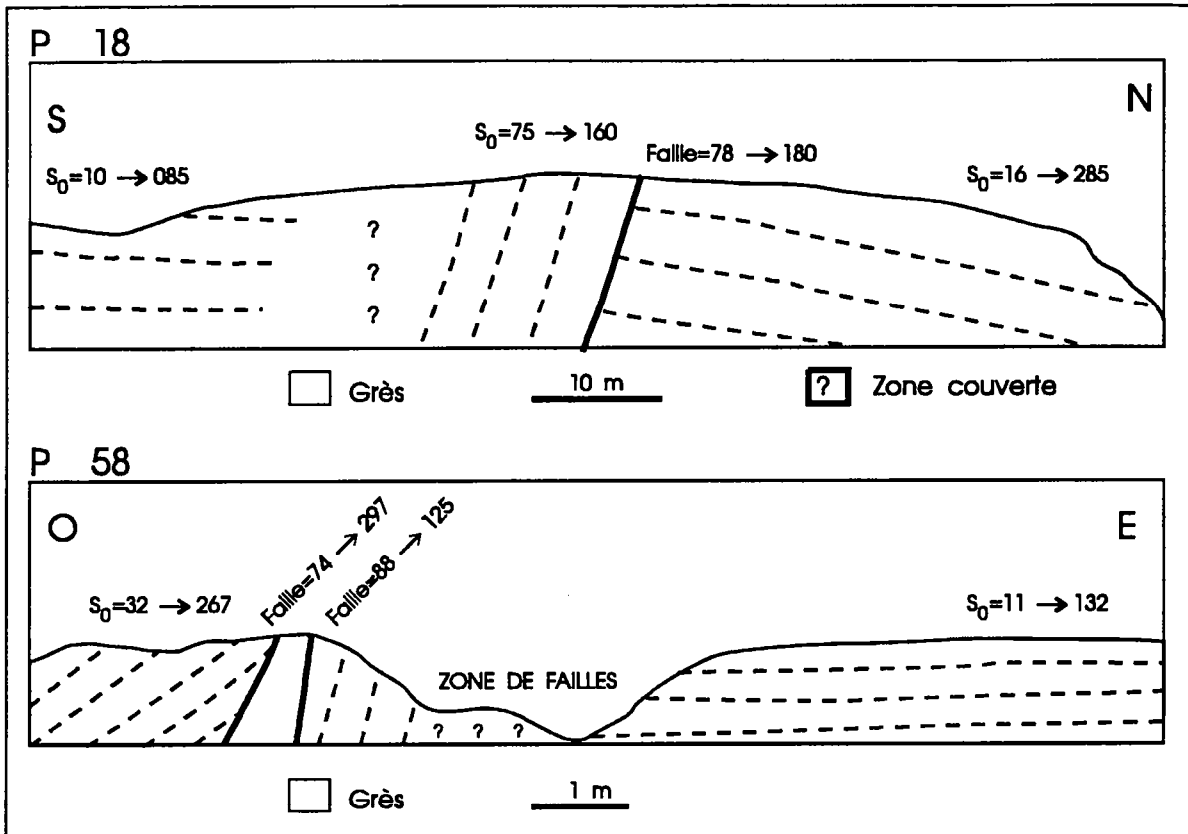 P 18
S N
S₀=75 → 160
Faille=78 → 180
S₀=10 → 085
S₀=16 → 285
?
?
?
Grès 10 m ? Zone couverte
P 58
O E
Faille=74 → 297
Faille=88 → 125
S₀=32 → 267
S₀=11 → 132
ZONE DE FAILLES
? ? ?
Grès 1 m